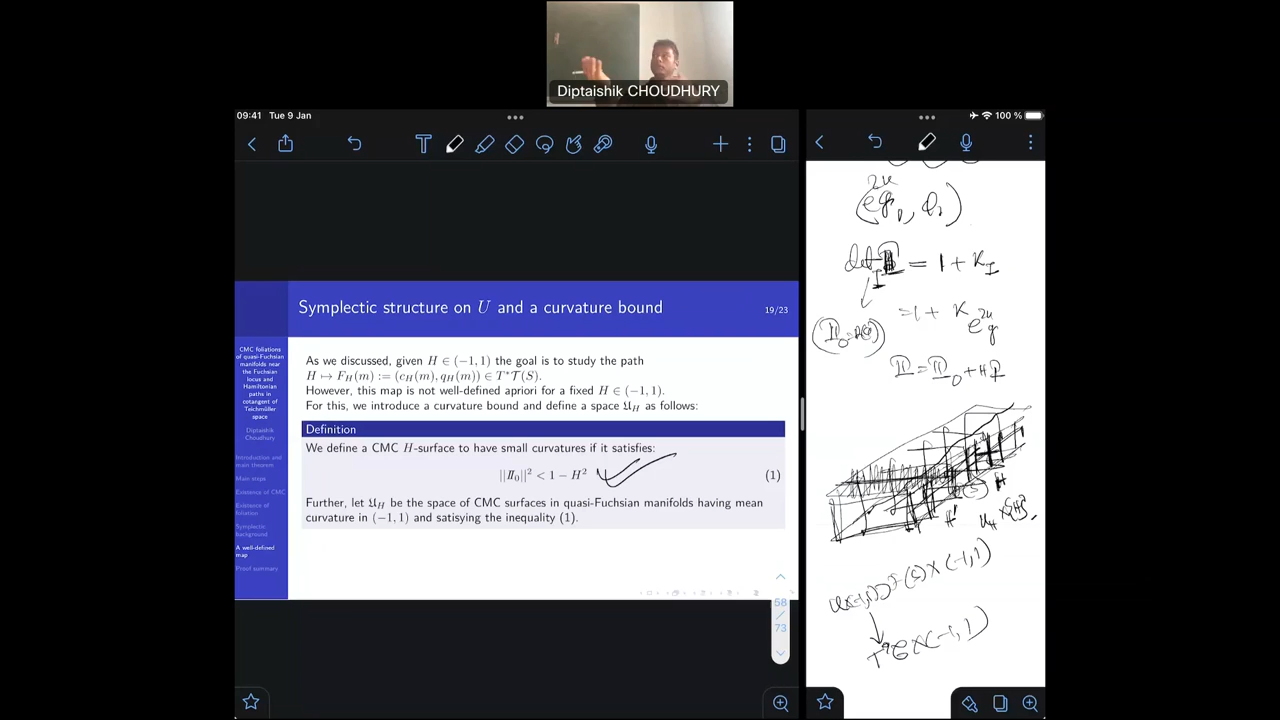 Diptaishik CHOUDHURY
09:41 Tue 9 Jan
100 %
Symplectic structure on U and a curvature bound
19/23
CMC foliations
of quasi-Fuchsian
manifolds near
the Fuchsian
locus and
Hamiltonian
paths in
cotangent of
Teichmüller
space
Diptaishik
Choudhury
Introduction and
main theorem
Main steps
Existence of CMC
Existence of
foliation
Symplectic
background
A well-defined
map
Proof summary
As we discussed, given H ∈ (−1, 1) the goal is to study the path
H ↦ F_H(m) := (c_H(m), q_H(m)) ∈ T*𝒯(S).
However, this map is not well-defined apriori for a fixed H ∈ (−1, 1).
For this, we introduce a curvature bound and define a space 𝔘_H as follows:
Definition
We define a CMC H-surface to have small curvatures if it satisfies:
||II₀||² < 1 − H² (1)
Further, let 𝔘_H be the space of CMC surfaces in quasi-Fuchsian manifolds having mean
curvature in (−1, 1) and satisying the inequality (1).
58
/
73
= 1 + K_I
= 1 + K e^{2u} g
II = II₀ + H I